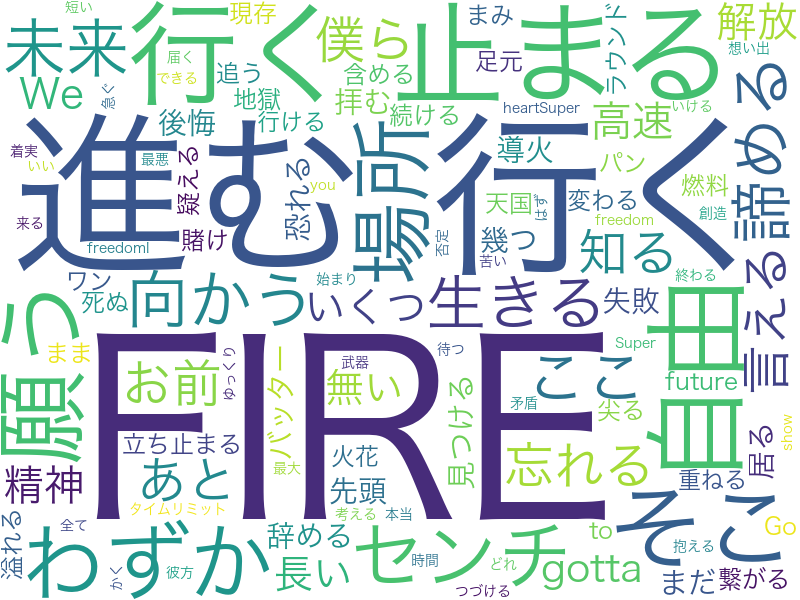 短い
届く
できる
急ぐ
現存
追う
地獄
行ける
未来
We
行く
僕ら
含める
拝む
続ける
止まる
まみ
足元
ラウンド
heartSuper
解放
想い出
いける
後悔
進む
行く
場所
高速
導火
パン
燃料
諦める
着実
いい
最悪
疑える
恐れる
来る
freedomI
賭け
you
天国
はず
変わる
freedom
創造
幾つ
否定
苦い
知る
ワン
死ぬ
向かう
始まり
いくつ
生きる
失敗
終わる
言える
願う
まま
お前
FIRE
バッター
ゆっくり
武器
待つ
無い
ここ
Super
自由
future
矛盾
尖る
見つける
立ち止まる
火花
最大
忘れる
居る
show
精神
あと
先頭
重ねる
そこ
溢れる
タイムリミット
考える
本当
Go
全て
わずか
辞める
センチ
to
抱える
かく
彼方
長い
時間
どれ
つづける
gotta
まだ
繋がる